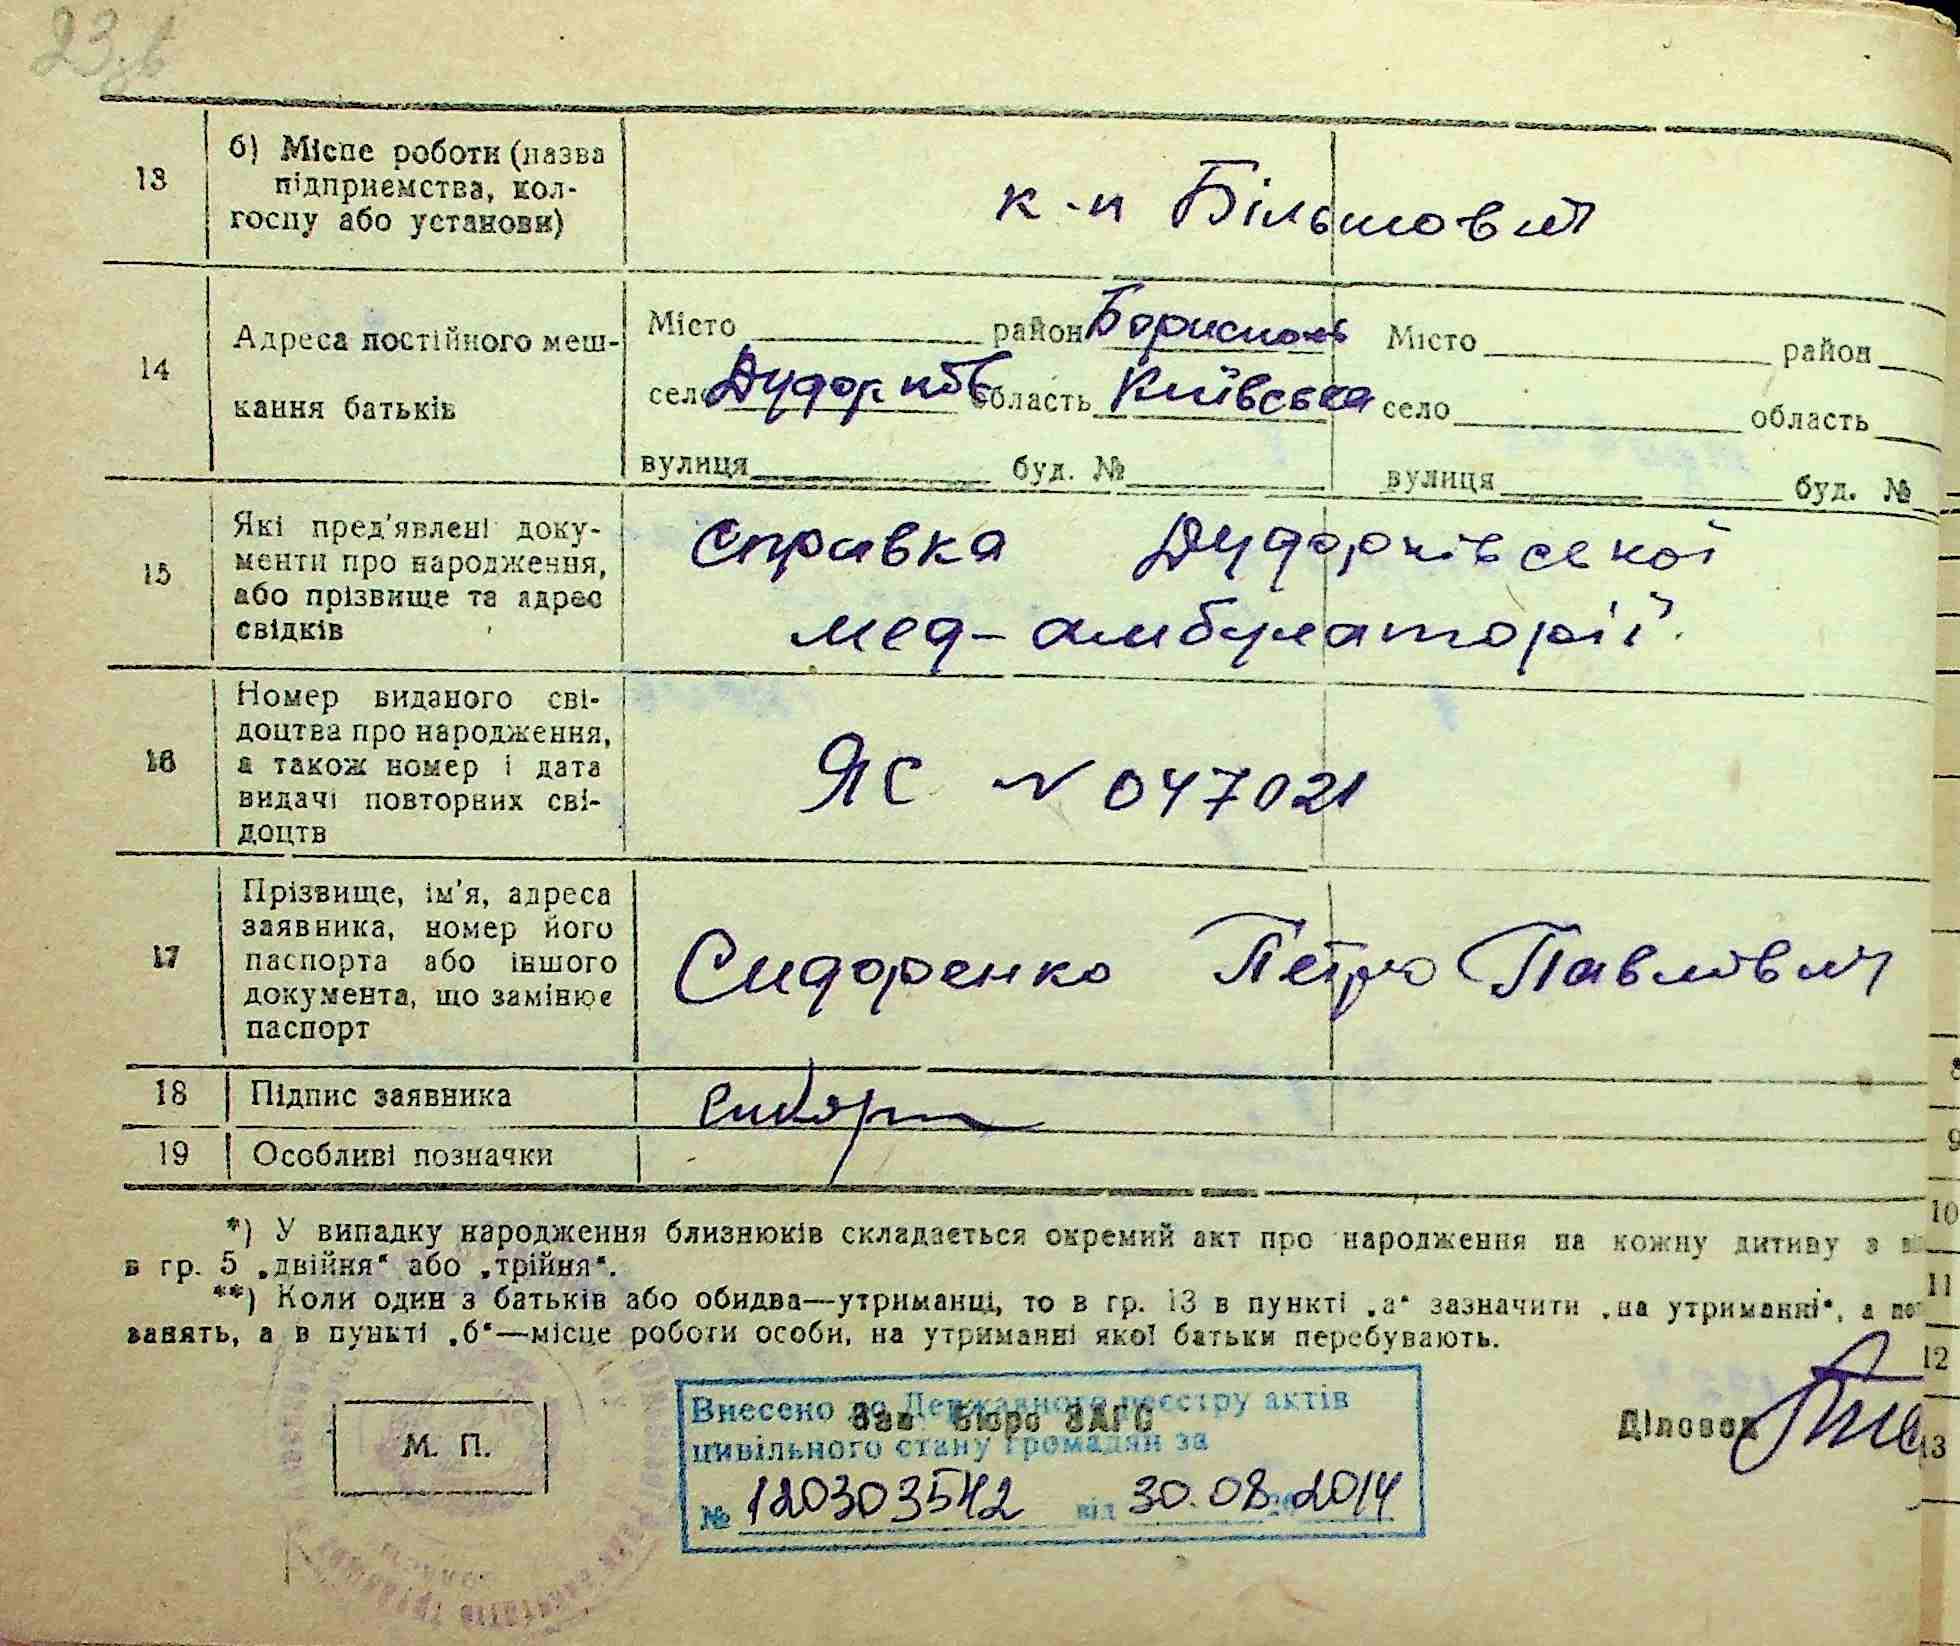 23зв
13 б) Місце роботи (назва
підприємства, кол-
госпу або установи)
к-п Більшовик
14 Адреса постійного меш-
кання батьків
Місто район Бориспіль Місто район
село Дударків область Київська село область
вулиця буд. № вулиця буд. №
15 Які пред'явлені доку-
менти про народження,
або прізвище та адрес
свідків
Справка Дударківської
мед-амбулаторії.
16 Номер виданого сві-
доцтва про народження,
а також номер і дата
видачі повторних сві-
доцтв
ЯС № 047021
17 Прізвище, ім'я, адреса
заявника, номер його
паспорта або іншого
документа, що замінює
паспорт
Сидоренко Петро Павлович
18 Підпис заявника
19 Особливі позначки
*) У випадку народження близнюків складається окремий акт про народження на кожну дитину з
в гр. 5 „двійня“ або „трійня“.
**) Коли один з батьків або обидва—утриманці, то в гр. 13 в пункті „а“ зазначити „на утриманні“, а
занять, а в пункті „б“—місце роботи особи, на утриманні якої батьки перебувають.
М. П.
Зав Бюро ЗАГС
Внесено до Державного реєстру актів
цивільного стану громадян за
№ 120303542 від 30.08.2014
Діловод
8
9
10
11
12
13